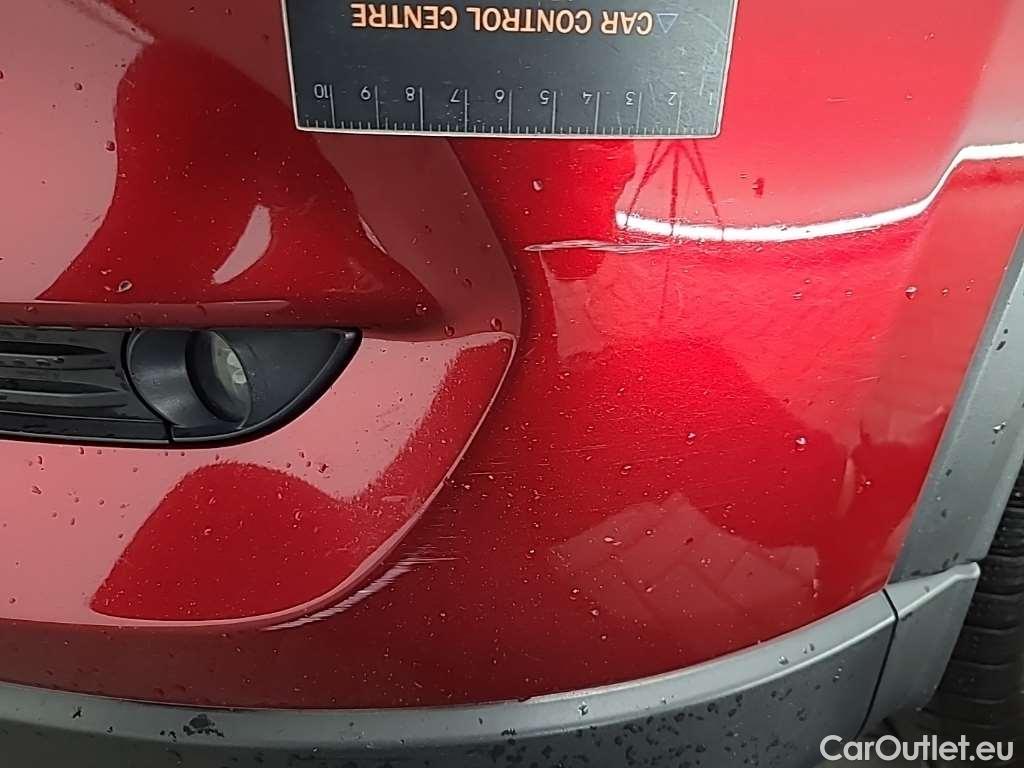 CAR CONTROL CENTRE
10 9 8 7 6 5 4 3 2 1
CarOutlet.eu